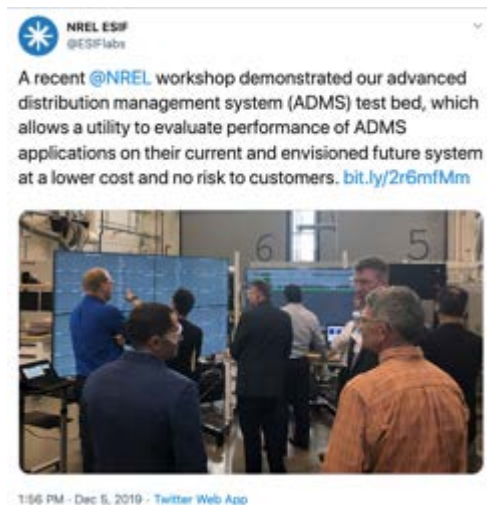 NREL ESIF
@ESIFlabs
A recent @NREL workshop demonstrated our advanced
distribution management system (ADMS) test bed, which
allows a utility to evaluate performance of ADMS
applications on their current and envisioned future system
at a lower cost and no risk to customers. bit.ly/2r6mfMm
6
5
1:56 PM · Dec 5, 2019 · Twitter Web App